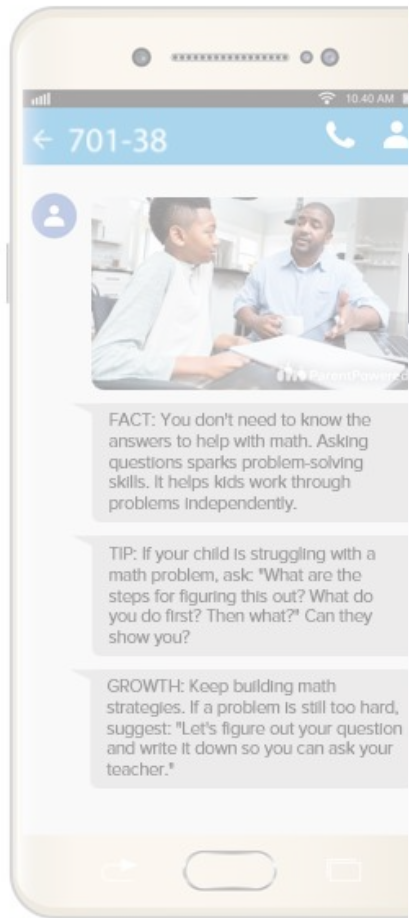 10.40 AM
701-38
ParentPowered
FACT: You don't need to know the
answers to help with math. Asking
questions sparks problem-solving
skills. It helps kids work through
problems independently.
TIP: If your child is struggling with a
math problem, ask: "What are the
steps for figuring this out? What do
you do first? Then what?" Can they
show you?
GROWTH: Keep building math
strategies. If a problem is still too hard,
suggest: "Let's figure out your question
and write it down so you can ask your
teacher."